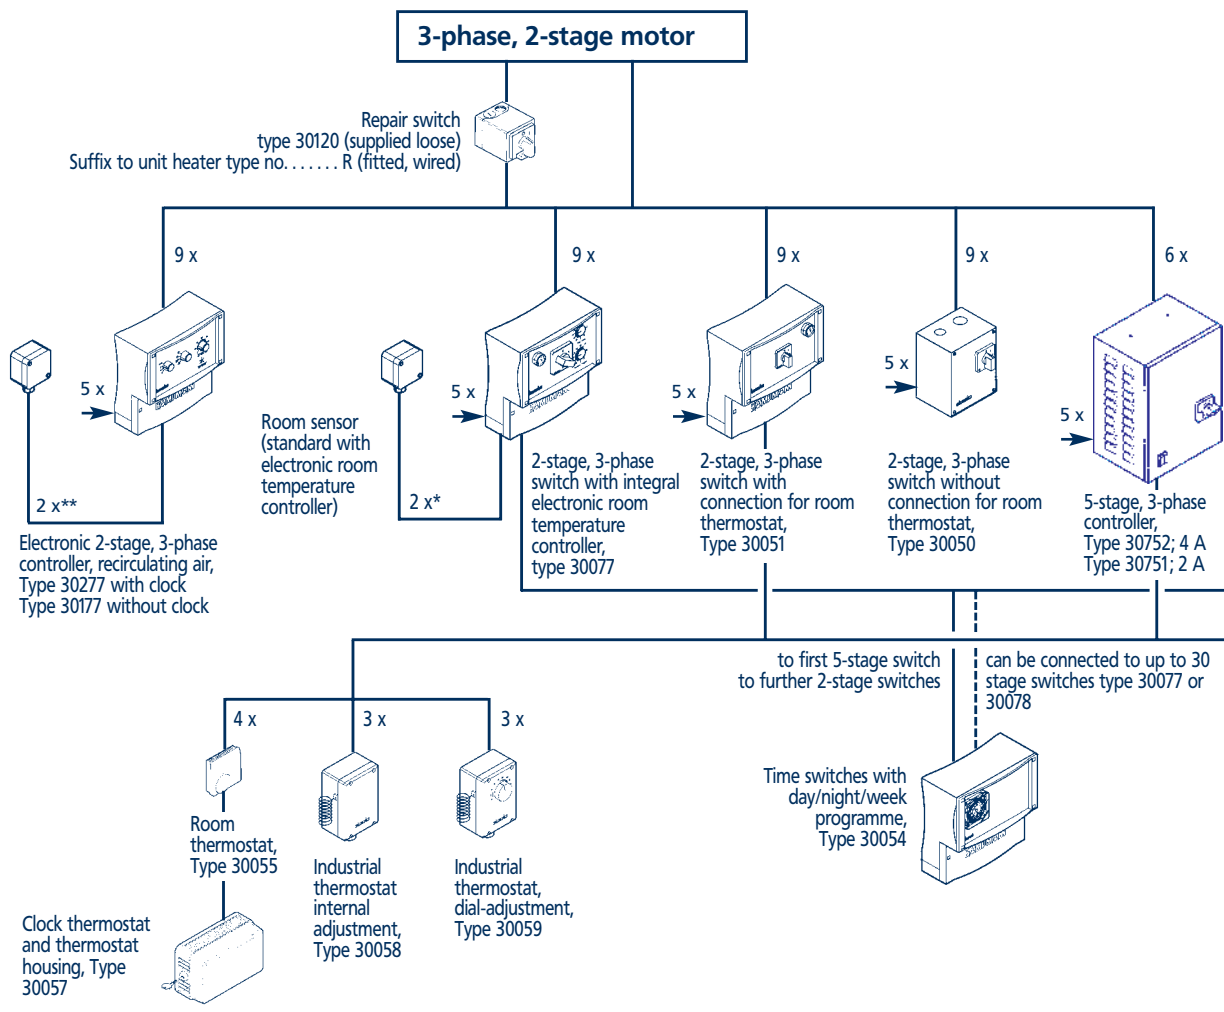 3-phase, 2-stage motor
Repair switch
type 30120 (supplied loose)
Suffix to unit heater type no. . . . . . . R (fitted, wired)
9 x
9 x
9 x
9 x
6 x
5 x
5 x
5 x
5 x
5 x
2 x**
Electronic 2-stage, 3-phase
controller, recirculating air,
Type 30277 with clock
Type 30177 without clock
Room sensor
(standard with
electronic room
temperature
controller)
2 x*
2-stage, 3-phase
switch with integral
electronic room
temperature
controller,
type 30077
2-stage, 3-phase
switch with
connection for room
thermostat,
Type 30051
2-stage, 3-phase
switch without
connection for room
thermostat,
Type 30050
5-stage, 3-phase
controller,
Type 30752; 4 A
Type 30751; 2 A
to first 5-stage switch
to further 2-stage switches
can be connected to up to 30
stage switches type 30077 or
30078
4 x
3 x
3 x
Room
thermostat,
Type 30055
Clock thermostat
and thermostat
housing, Type
30057
Industrial
thermostat
internal
adjustment,
Type 30058
Industrial
thermostat,
dial-adjustment,
Type 30059
Time switches with
day/night/week
programme,
Type 30054